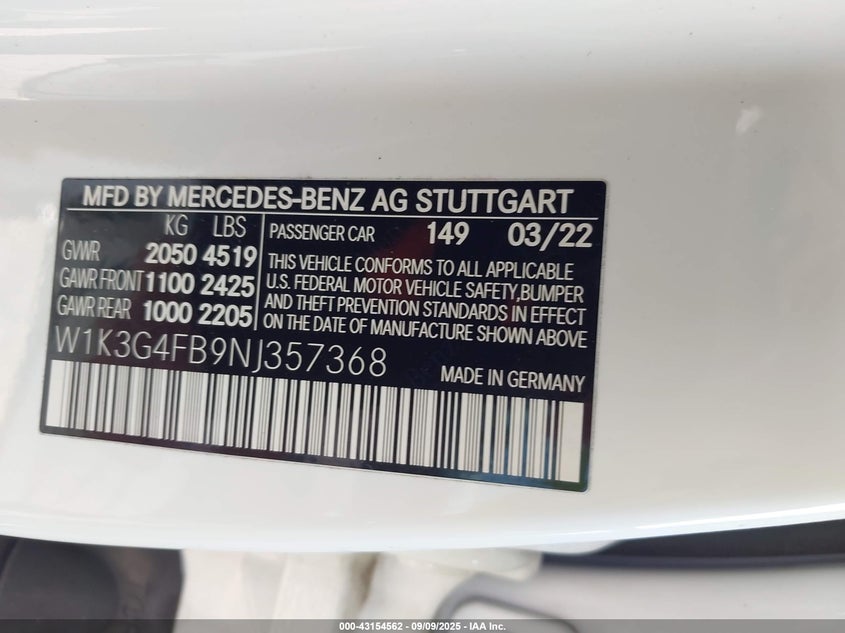 MFD BY MERCEDES-BENZ AG STUTTGART
KG LBS
GVWR 2050 4519
GAWR FRONT 1100 2425
GAWR REAR 1000 2205
PASSENGER CAR 149 03/22
THIS VEHICLE CONFORMS TO ALL APPLICABLE
U.S. FEDERAL MOTOR VEHICLE SAFETY,BUMPER
AND THEFT PREVENTION STANDARDS IN EFFECT
ON THE DATE OF MANUFACTURE SHOWN ABOVE
W1K3G4FB9NJ357368
MADE IN GERMANY
000-43154562 - 09/09/2025 - IAA Inc.